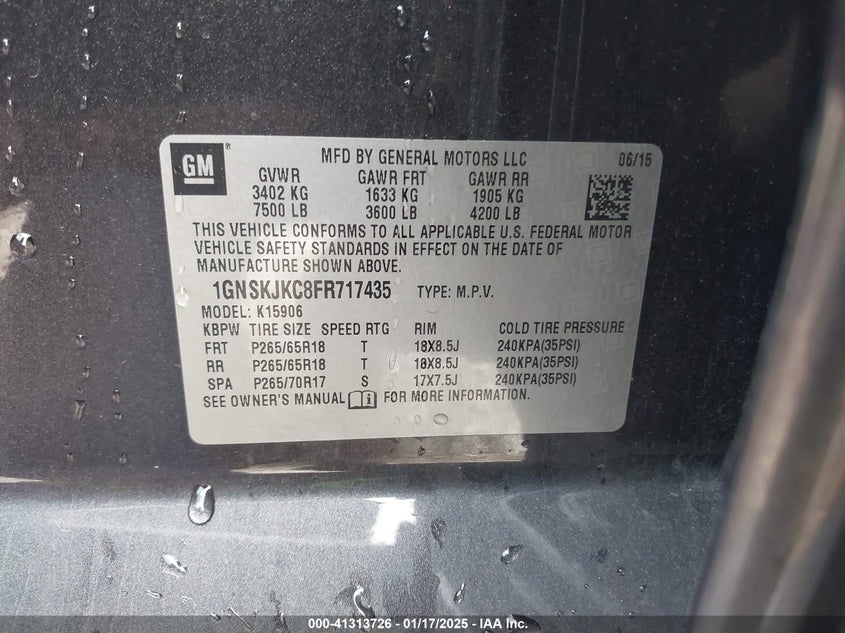 GM ® MFD BY GENERAL MOTORS LLC 06/15
GVWR GAWR FRT GAWR RR
3402 KG 1633 KG 1905 KG
7500 LB 3600 LB 4200 LB
THIS VEHICLE CONFORMS TO ALL APPLICABLE U.S. FEDERAL MOTOR
VEHICLE SAFETY STANDARDS IN EFFECT ON THE DATE OF
MANUFACTURE SHOWN ABOVE.
1GNSKJKC8FR717435 TYPE: M.P.V.
MODEL: K15906
KBPW TIRE SIZE SPEED RTG RIM COLD TIRE PRESSURE
FRT P265/65R18 T 18X8.5J 240KPA(35PSI)
RR P265/65R18 T 18X8.5J 240KPA(35PSI)
SPA P265/70R17 S 17X7.5J 240KPA(35PSI)
SEE OWNER'S MANUAL i FOR MORE INFORMATION.
000-41313726 — 01/17/2025 — IAA Inc.